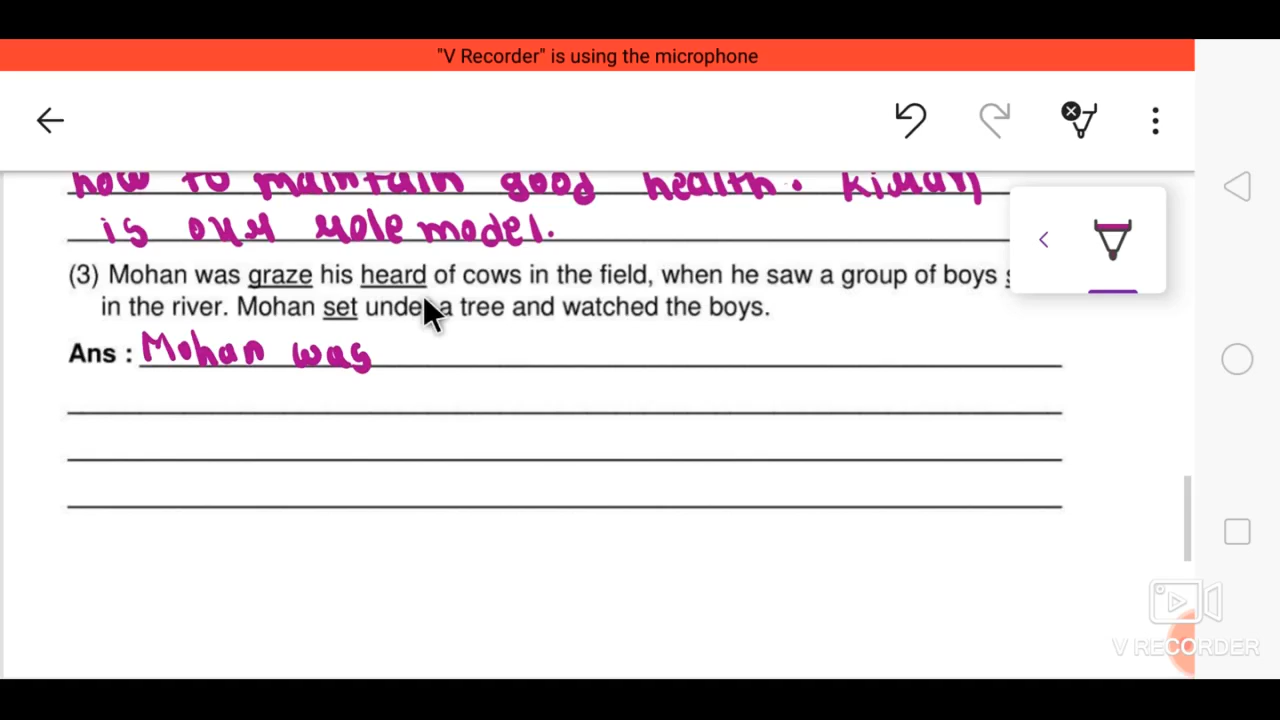 "V Recorder" is using the microphone
how to maintain good health. Kiran
is our role model.
(3) Mohan was graze his heard of cows in the field, when he saw a group of boys
in the river. Mohan set under a tree and watched the boys.
Ans : Mohan was
V RECORDER